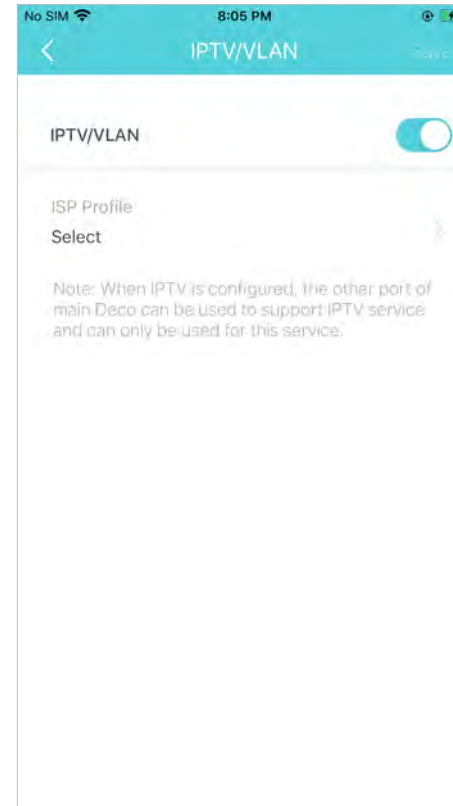 No SIM 8:05 PM
IPTV/VLAN Save
IPTV/VLAN
ISP Profile
Select
Note: When IPTV is configured, the other port of
main Deco can be used to support IPTV service
and can only be used for this service.